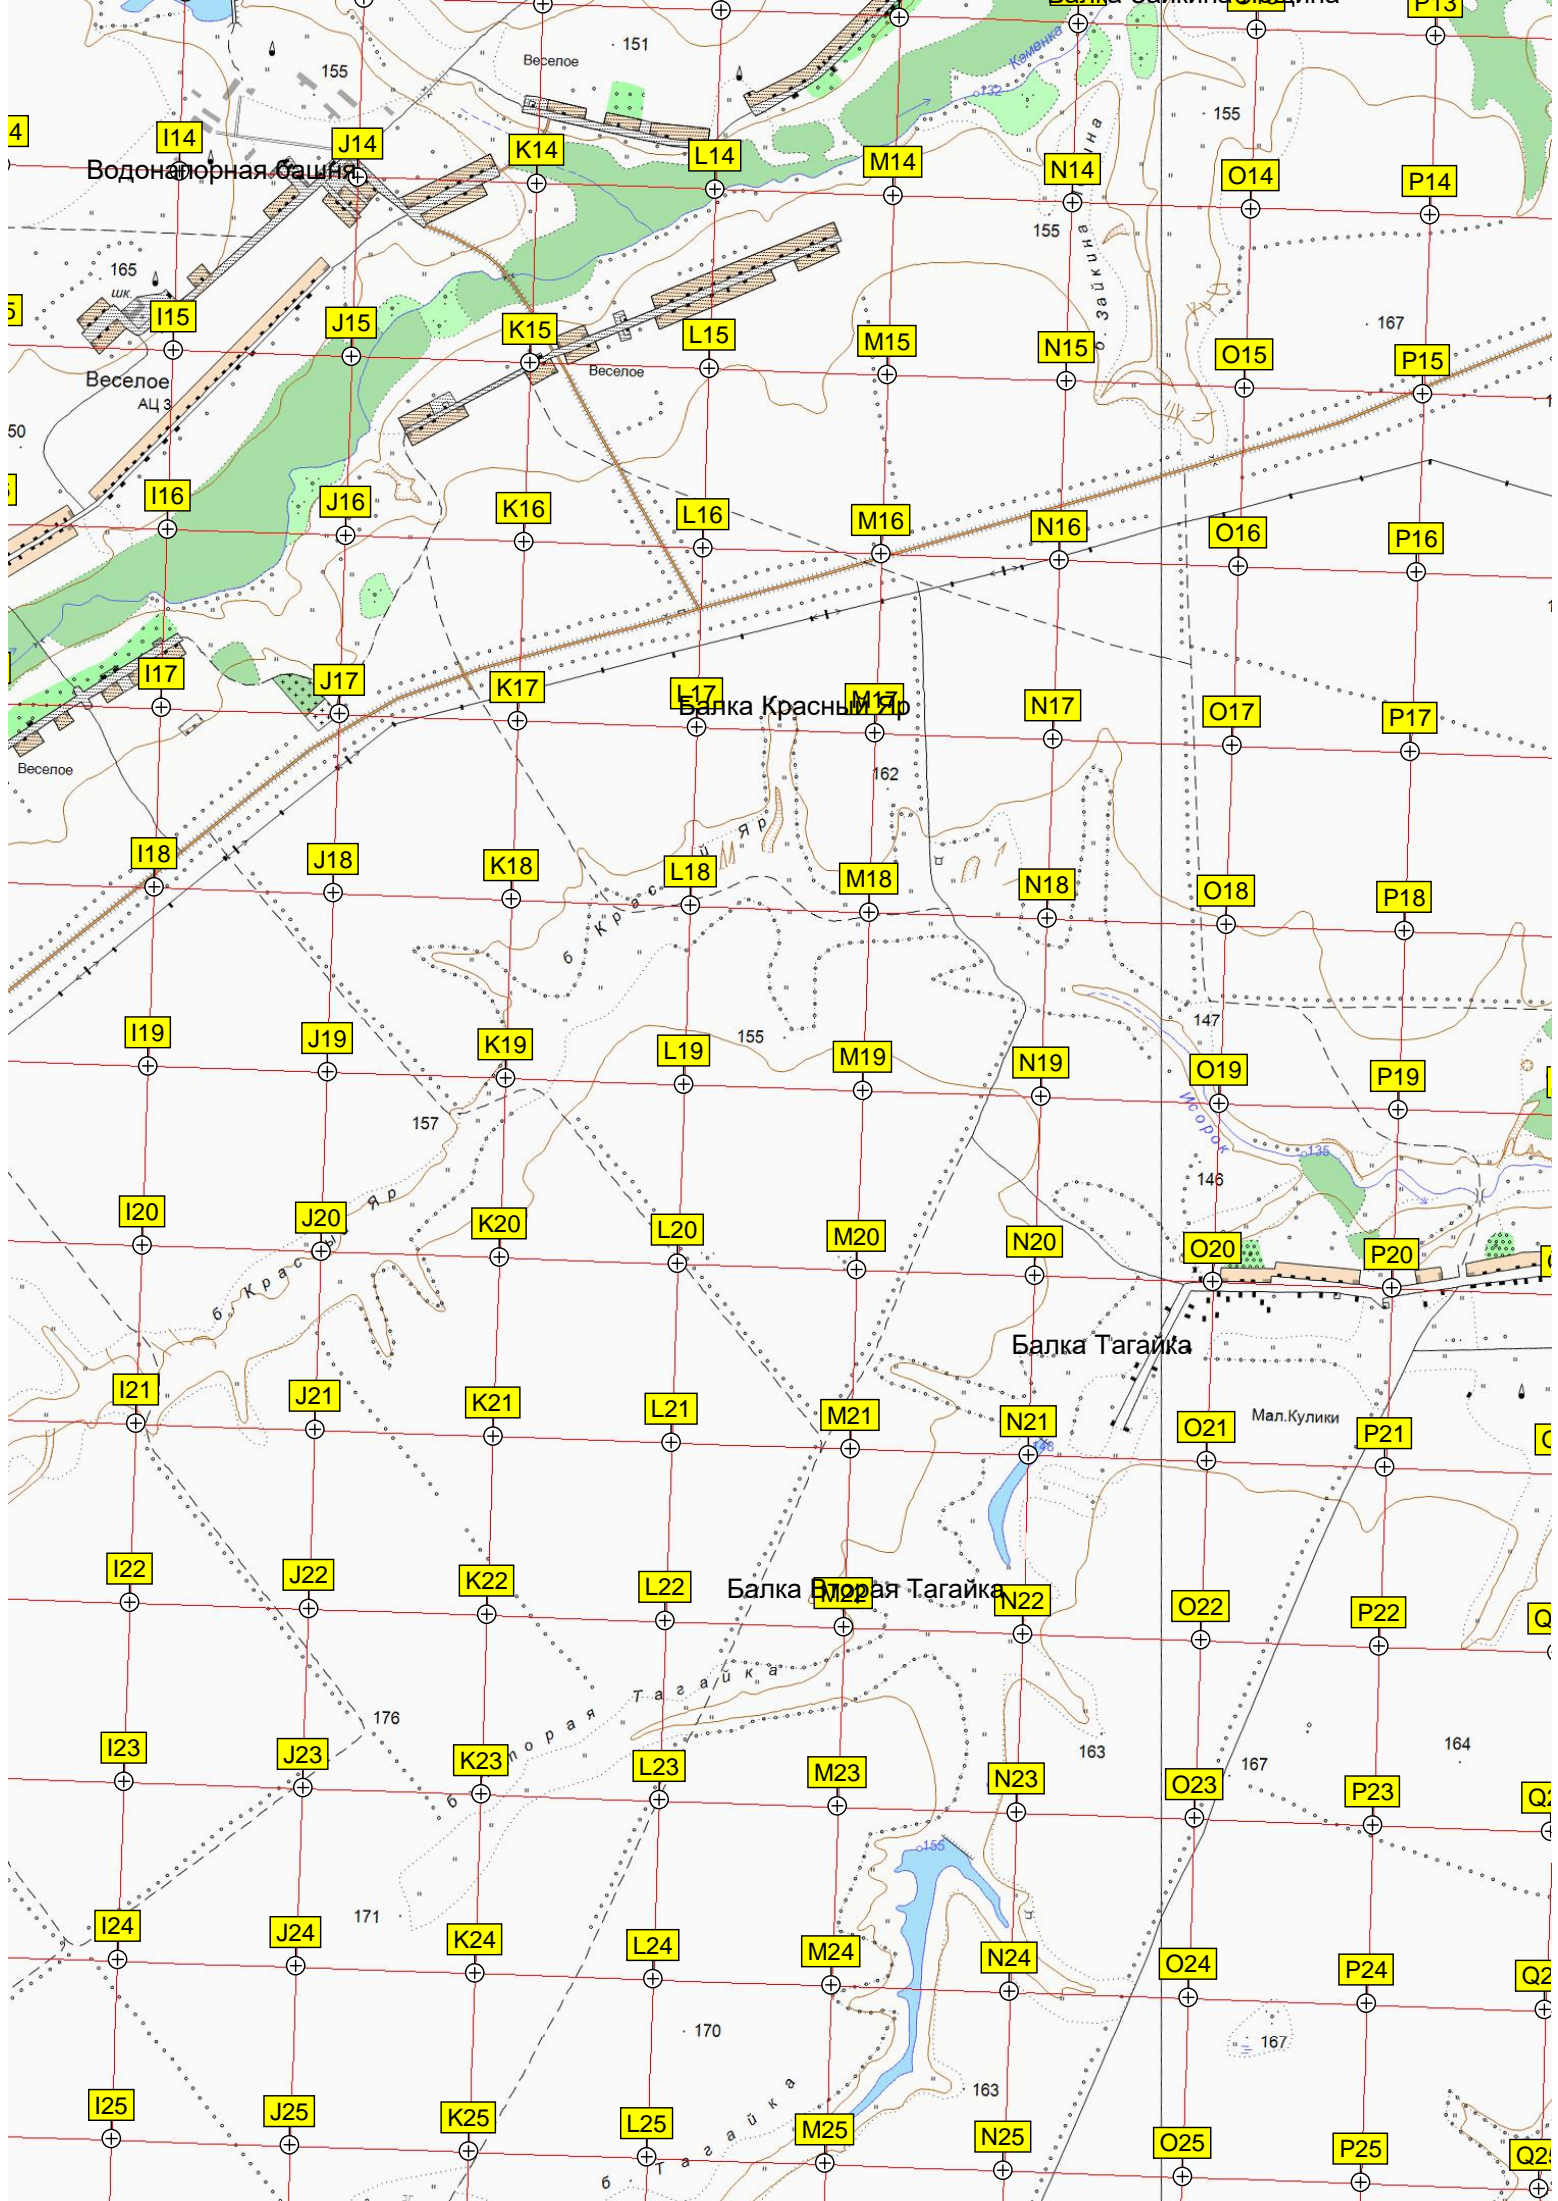 P13
151
Веселое
Каменка
132
155
155
I14
J14
K14
L14
M14
N14
O14
P14
Водонапорная башня
155
б Зайкина
165
шк.
I15
J15
K15
L15
M15
N15
O15
P15
167
Веселое
АЦ 3
Веселое
50
I16
J16
K16
L16
M16
N16
O16
P16
I17
J17
K17
L17
M17
N17
O17
P17
Балка Красный Яр
Веселое
162
Яр
I18
J18
K18
L18
M18
N18
O18
P18
б Крас
147
155
I19
J19
K19
L19
M19
N19
O19
P19
157
Исорок
135
146
Яр
I20
J20
K20
L20
M20
N20
O20
P20
б. Крас
Балка Тагайка
I21
J21
K21
L21
M21
N21
O21
P21
Мал.Кулики
148
I22
J22
K22
L22
M22
N22
O22
P22
Балка Вторая Тагайка
Тагайка
176
163
164
167
I23
J23
K23
L23
M23
N23
O23
P23
155
171
I24
J24
K24
L24
M24
N24
O24
P24
170
167
163
I25
J25
K25
L25
M25
N25
O25
P25
б. Тагайка